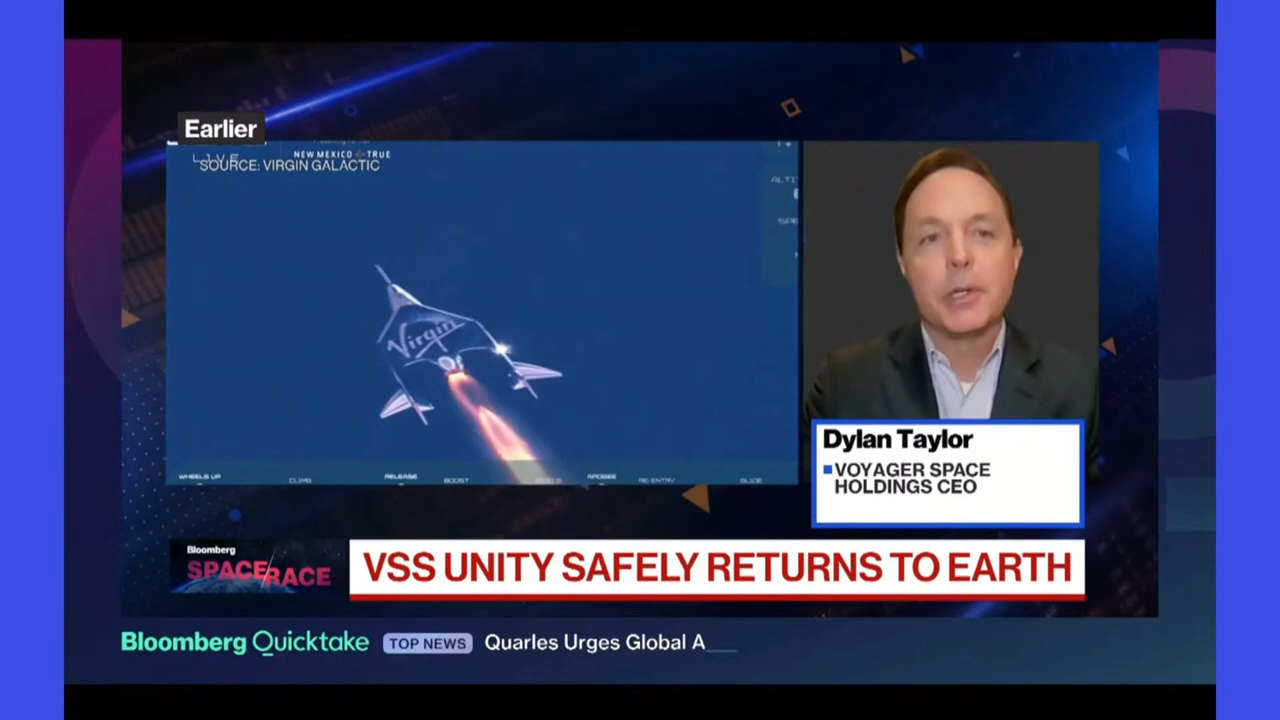 Earlier
LIVE
NEW MEXICO TRUE
SOURCE: VIRGIN GALACTIC
Virgin
WHEELS UP
CLIMB
RELEASE
BOOST
APOGEE
RE-ENTRY
GLIDE
Dylan Taylor
VOYAGER SPACE
HOLDINGS CEO
Bloomberg
SPACE RACE
VSS UNITY SAFELY RETURNS TO EARTH
Bloomberg Quicktake
TOP NEWS
Quarles Urges Global A